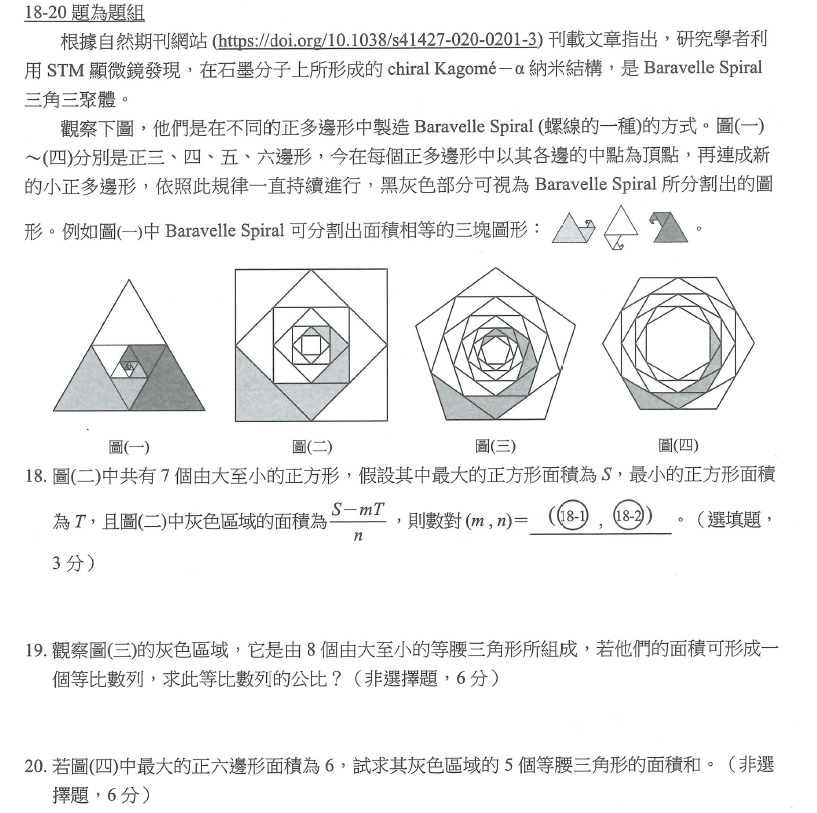 18-20 題為題組
根據自然期刊網站 (https://doi.org/10.1038/s41427-020-0201-3) 刊載文章指出，研究學者利
用 STM 顯微鏡發現，在石墨分子上所形成的 chiral Kagomé－α 納米結構，是 Baravelle Spiral
三角三聚體。
觀察下圖，他們是在不同的正多邊形中製造 Baravelle Spiral (螺線的一種)的方式。圖(一)
～(四)分別是正三、四、五、六邊形，今在每個正多邊形中以其各邊的中點為頂點，再連成新
的小正多邊形，依照此規律一直持續進行，黑灰色部分可視為 Baravelle Spiral 所分割出的圖
形。例如圖(一)中 Baravelle Spiral 可分割出面積相等的三塊圖形： 。
圖(一) 圖(二) 圖(三) 圖(四)
18. 圖(二)中共有 7 個由大至小的正方形，假設其中最大的正方形面積為 S，最小的正方形面積
為 T，且圖(二)中灰色區域的面積為 (S－mT)/n ，則數對 (m , n)= ((18-1) , (18-2)) 。（選填題，
3 分）
19. 觀察圖(三)的灰色區域，它是由 8 個由大至小的等腰三角形所組成，若他們的面積可形成一
個等比數列，求此等比數列的公比？（非選擇題，6 分）
20. 若圖(四)中最大的正六邊形面積為 6，試求其灰色區域的 5 個等腰三角形的面積和。（非選
擇題，6 分）